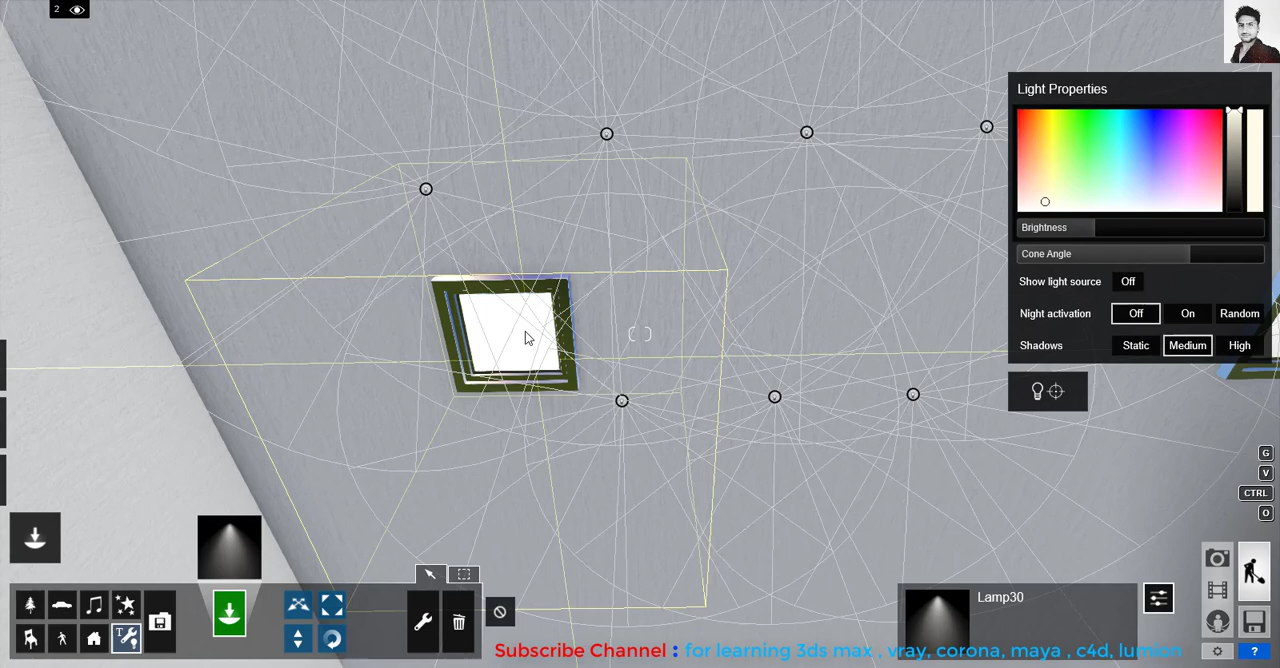 2
Light Properties
Brightness
Cone Angle
Show light source Off
Night activation Off On Random
Shadows Static Medium High
G
V
CTRL
O
T
Lamp30
?
Subscribe Channel : for learning 3ds max , vray, corona, maya , c4d, lumion